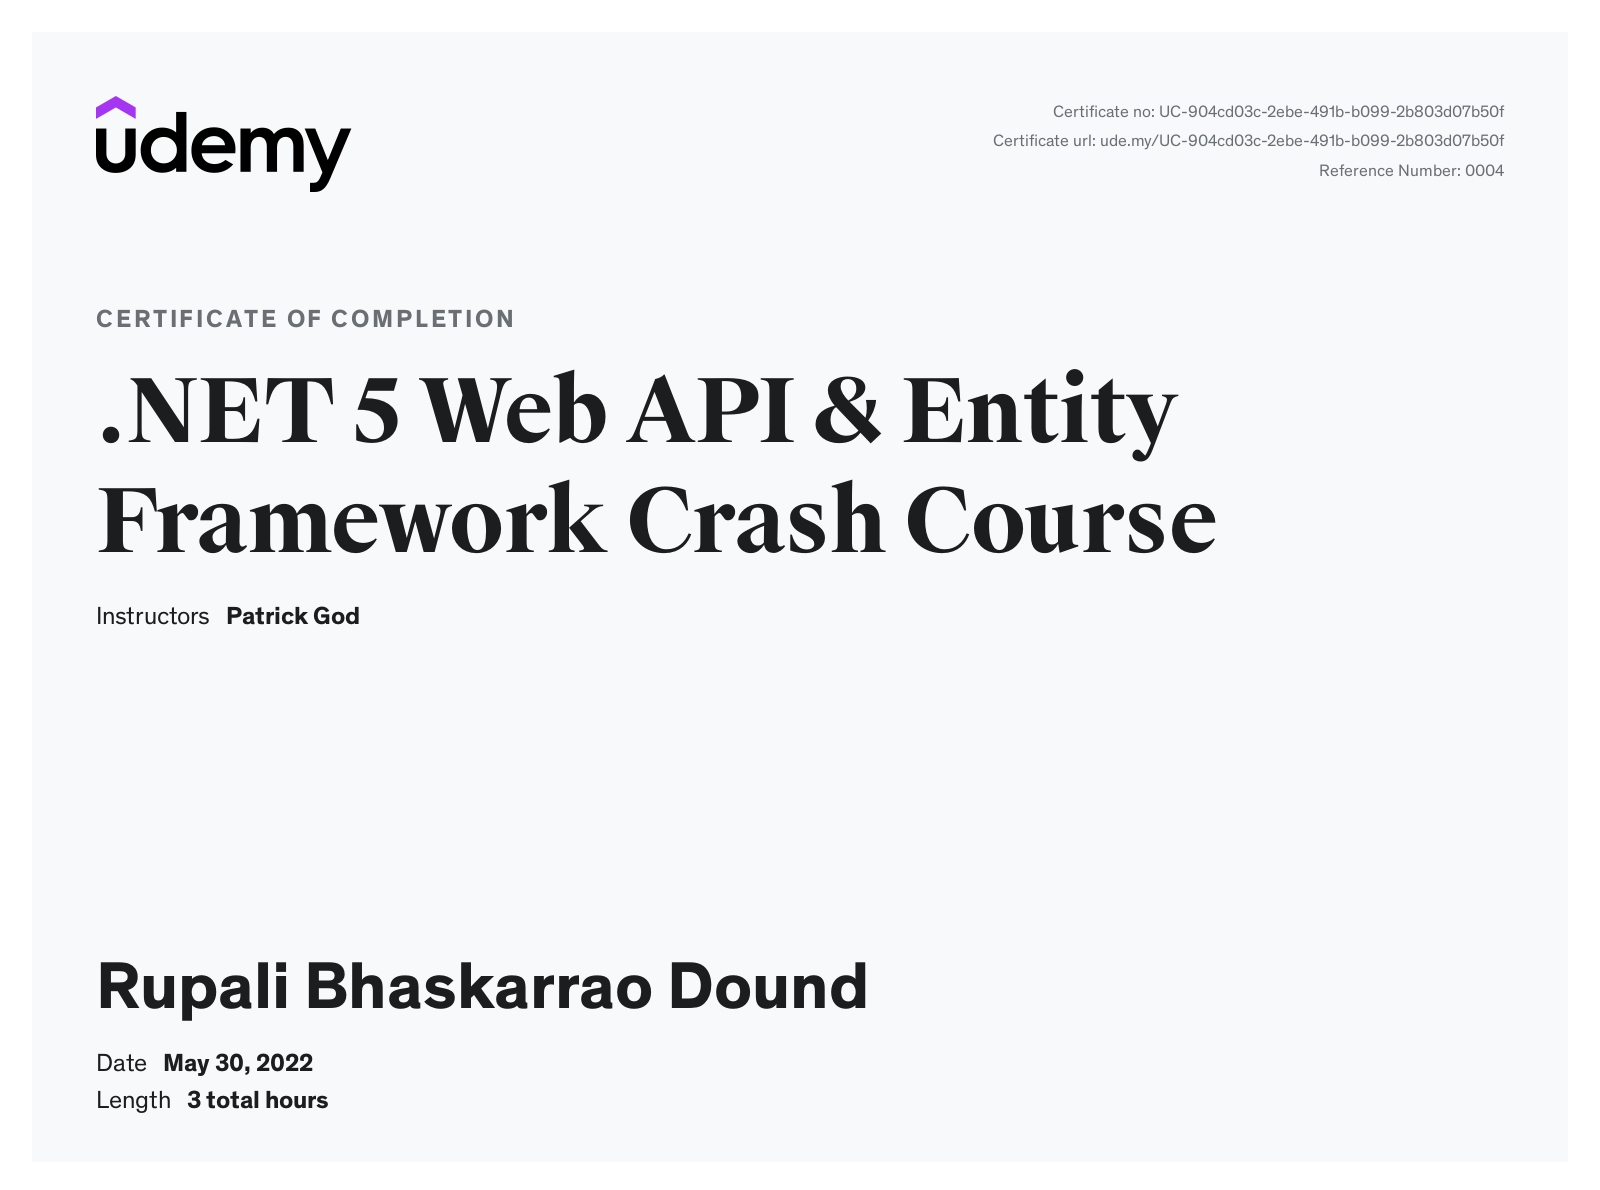 udemy
Certificate no: UC-904cd03c-2ebe-491b-b099-2b803d07b50f
Certificate url: ude.my/UC-904cd03c-2ebe-491b-b099-2b803d07b50f
Reference Number: 0004
CERTIFICATE OF COMPLETION
.NET 5 Web API & Entity
Framework Crash Course
Instructors Patrick God
Rupali Bhaskarrao Dound
Date May 30, 2022
Length 3 total hours